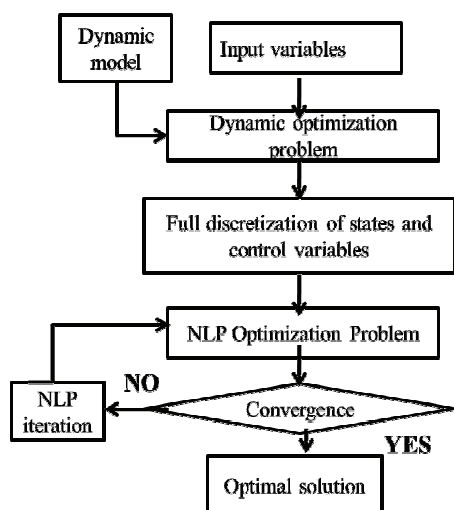 Dynamic
model
Input variables
Dynamic optimization
problem
Full discretization of states and
control variables
NLP Optimization Problem
NO
NLP
iteration
Convergence
YES
Optimal solution